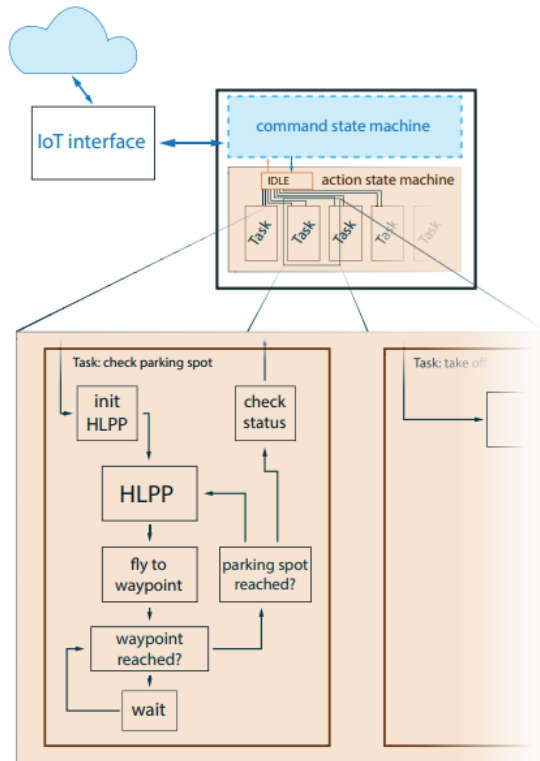 IoT interface
command state machine
IDLE
action state machine
Task
Task
Task
Task
Task
Task: check parking spot
init
HLPP
check
status
HLPP
fly to
waypoint
parking spot
reached?
waypoint
reached?
wait
Task: take off